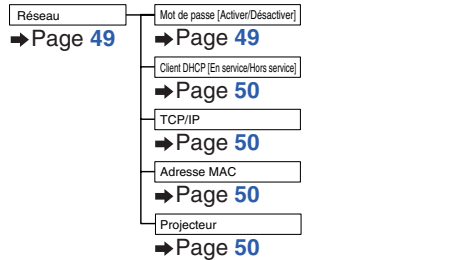 Réseau
➡Page 49
Mot de passe [Activer/Désactiver]
➡Page 49
Client DHCP [En service/Hors service]
➡Page 50
TCP/IP
➡Page 50
Adresse MAC
➡Page 50
Projecteur
➡Page 50